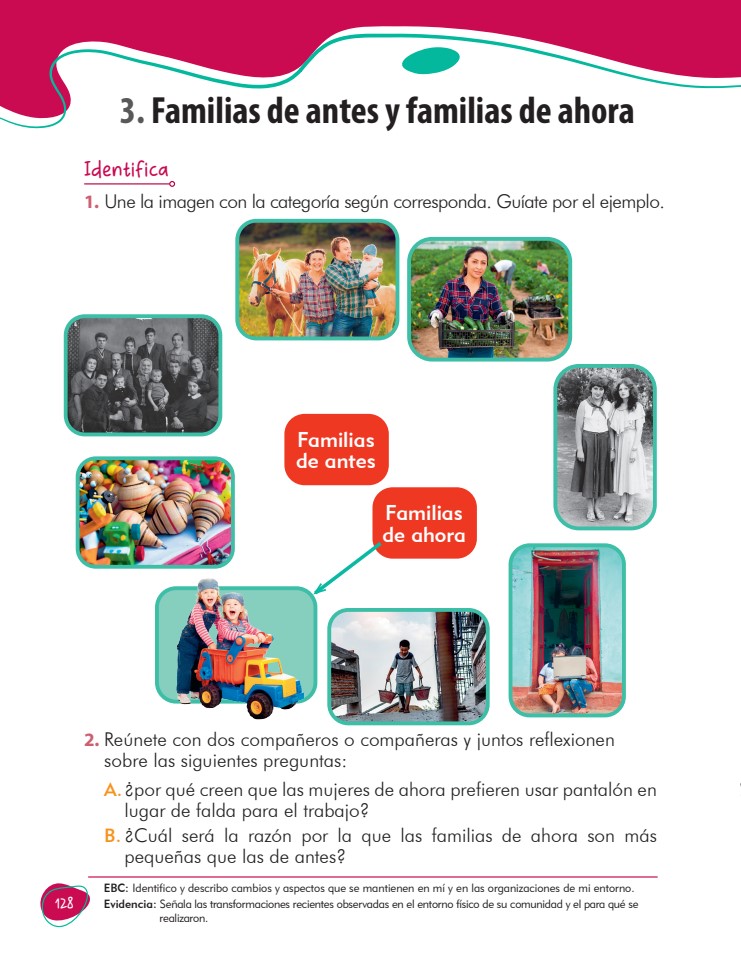 3. Familias de antes y familias de ahora
Identifica
1. Une la imagen con la categoría según corresponda. Guíate por el ejemplo.
Familias
de antes
Familias
de ahora
2. Reúnete con dos compañeros o compañeras y juntos reflexionen
sobre las siguientes preguntas:
A. ¿por qué creen que las mujeres de ahora prefieren usar pantalón en
lugar de falda para el trabajo?
B. ¿Cuál será la razón por la que las familias de ahora son más
pequeñas que las de antes?
EBC: Identifico y describo cambios y aspectos que se mantienen en mí y en las organizaciones de mi entorno.
128
Evidencia: Señala las transformaciones recientes observadas en el entorno físico de su comunidad y el para qué se
realizaron.